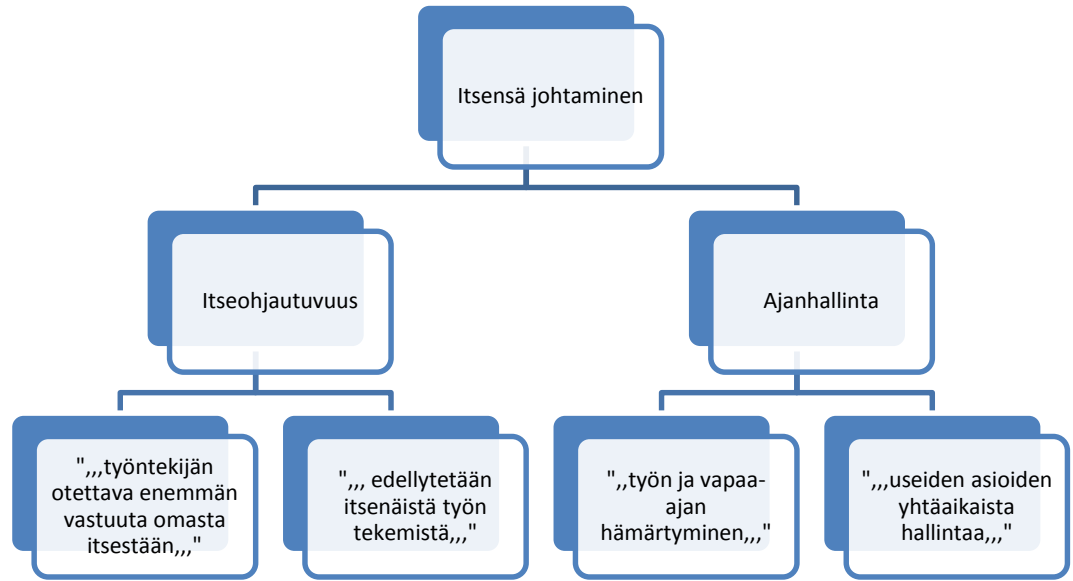 Itsensä johtaminen
Itseohjautuvuus
Ajanhallinta
",,,työntekijän
otettava enemmän
vastuuta omasta
itsestään,,,"
",,, edellytetään
itsenäistä työn
tekemistä,,,"
",,työn ja vapaa-
ajan
hämärtyminen,,,"
",,,useiden asioiden
yhtäaikaista
hallintaa,,,"